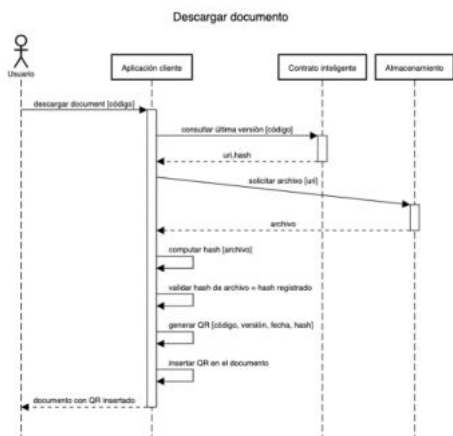 Descargar documento
Usuario
Aplicación cliente
Contrato inteligente
Almacenamiento
descargar document [código]
consultar última versión [código]
uri.hash
solicitar archivo [uri]
archivo
computar hash [archivo]
validar hash de archivo = hash registrado
generar QR [código, versión, fecha, hash]
insertar QR en el documento
documento con QR insertado